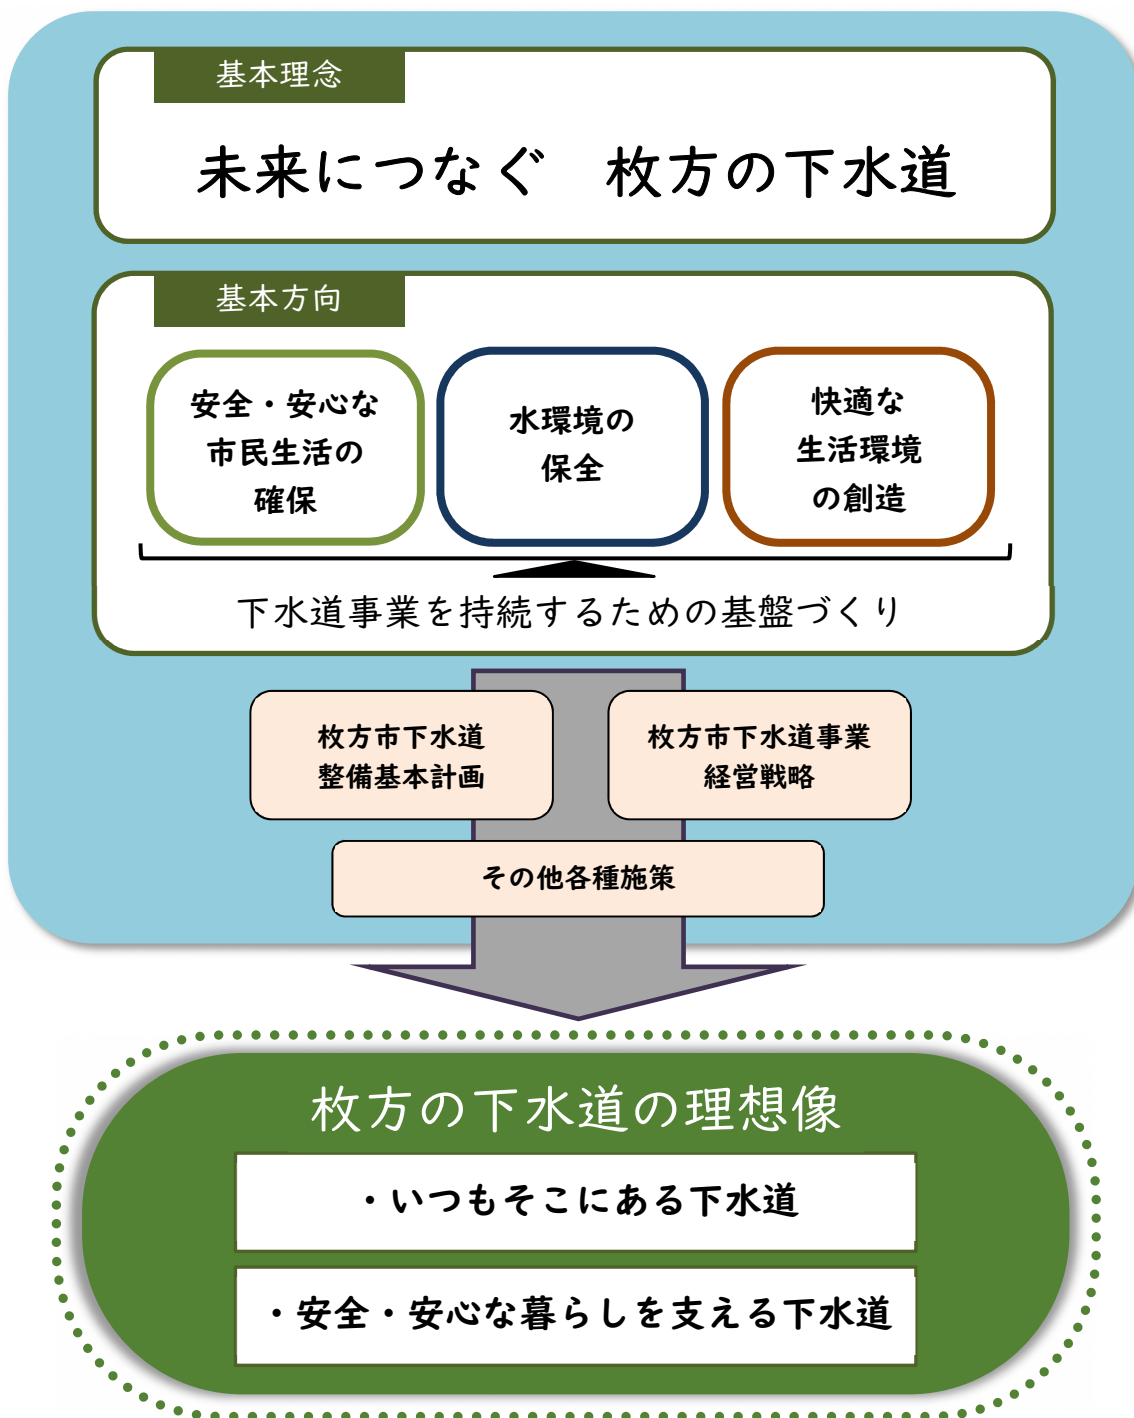 基本理念
未来につなぐ　枚方の下水道
基本方向
安全・安心な
市民生活の
確保
水環境の
保全
快適な
生活環境
の創造
下水道事業を持続するための基盤づくり
枚方市下水道
整備基本計画
枚方市下水道事業
経営戦略
その他各種施策
枚方の下水道の理想像
・いつもそこにある下水道
・安全・安心な暮らしを支える下水道